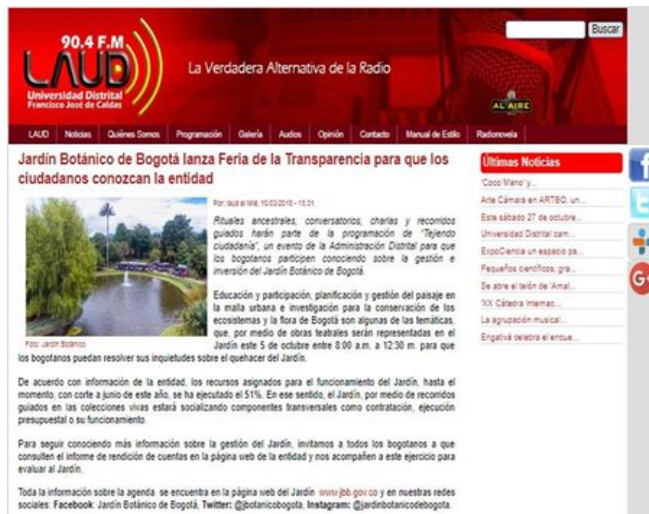 Buscar
90.4 F.M
LAUD
Universidad Distrital
Francisco José de Caldas
La Verdadera Alternativa de la Radio
AL AIRE
LAUD Noticias Quiénes Somos Programación Galería Audios Opinión Contacto Manual de Estilo Radionovela
Jardín Botánico de Bogotá lanza Feria de la Transparencia para que los
ciudadanos conozcan la entidad
Por: laud el Mié, 10/03/2018 - 15:31.
Rituales ancestrales, conversatorios, charlas y recorridos
guiados harán parte de la programación de "Tejiendo
ciudadanía", un evento de la Administración Distrital para que
los bogotanos participen conociendo sobre la gestión e
inversión del Jardín Botánico de Bogotá.
Educación y participación, planificación y gestión del paisaje en
la malla urbana e investigación para la conservación de los
ecosistemas y la flora de Bogotá son algunas de las temáticas,
que, por medio de obras teatrales serán representadas en el
Foto: Jardín Botánico
Jardín este 5 de octubre entre 8:00 a.m. a 12:30 m. para que
los bogotanos puedan resolver sus inquietudes sobre el quehacer del Jardín.
De acuerdo con información de la entidad, los recursos asignados para el funcionamiento del Jardín, hasta el
momento, con corte a junio de este año, se ha ejecutado el 51%. En ese sentido, el Jardín, por medio de recorridos
guiados en las colecciones vivas estará socializando componentes transversales como contratación, ejecución
presupuestal o su funcionamiento.
Para seguir conociendo más información sobre la gestión del Jardín, invitamos a todos los bogotanos a que
consulten el informe de rendición de cuentas en la página web de la entidad y nos acompañen a este ejercicio para
evaluar al Jardín.
Toda la información sobre la agenda se encuentra en la página web del Jardín www.jbb.gov.co y en nuestras redes
sociales: Facebook: Jardín Botánico de Bogotá, Twitter: @jbotanicobogota, Instagram: @jardinbotanicodebogota.
Últimas Noticias
'Coco Mano' y...
Arte Cámara en ARTBO, un...
Este sábado 27 de octubre...
Universidad Distrital cam...
ExpoCiencia un espacio pa...
Pequeños científicos, gra...
Se abre el telón de 'Amal...
'XX Cátedra Internac...
La agrupación musical...
Engativá celebra el encue...